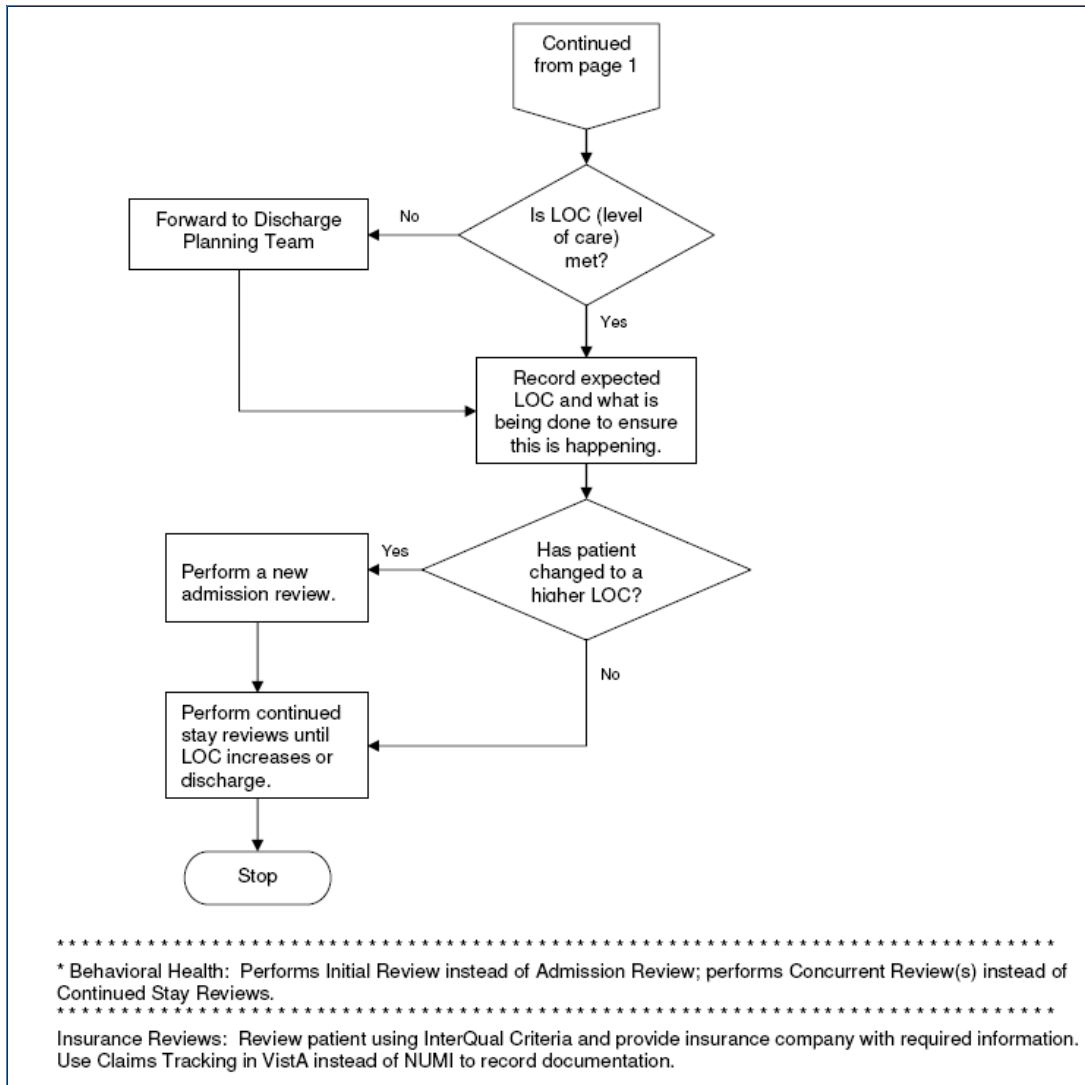 Continued
from page 1
Is LOC (level
of care)
met?
No
Forward to Discharge
Planning Team
Yes
Record expected
LOC and what is
being done to ensure
this is happening.
Has patient
changed to a
higher LOC?
Yes
Perform a new
admission review.
No
Perform continued
stay reviews until
LOC increases or
discharge.
Stop
* * * * * * * * * * * * * * * * * * * * * * * * * * * * * * * * * * * * * * * * * * * * * * * * * * * * * * * * * * * * * * * * * * * * * * * * * * * * * *
* Behavioral Health: Performs Initial Review instead of Admission Review; performs Concurrent Review(s) instead of
Continued Stay Reviews.
* * * * * * * * * * * * * * * * * * * * * * * * * * * * * * * * * * * * * * * * * * * * * * * * * * * * * * * * * * * * * * * * * * * * * * * * * * * * * *
Insurance Reviews: Review patient using InterQual Criteria and provide insurance company with required information.
Use Claims Tracking in VistA instead of NUMI to record documentation.